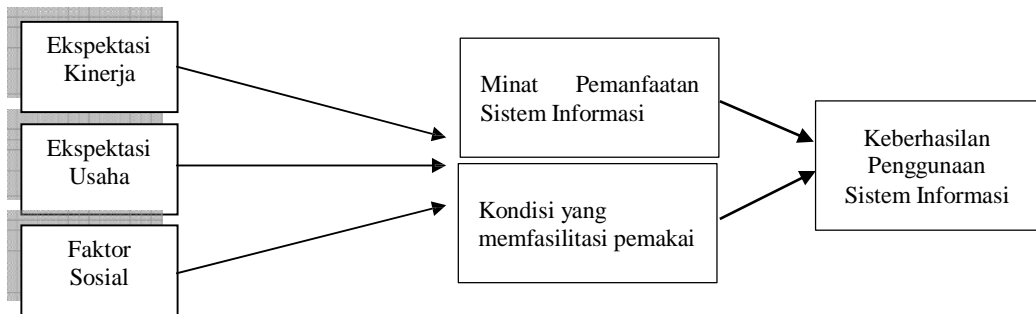 Ekspektasi
Kinerja
Ekspektasi
Usaha
Faktor
Sosial
Minat Pemanfaatan
Sistem Informasi
Kondisi yang
memfasilitasi pemakai
Keberhasilan
Penggunaan
Sistem Informasi